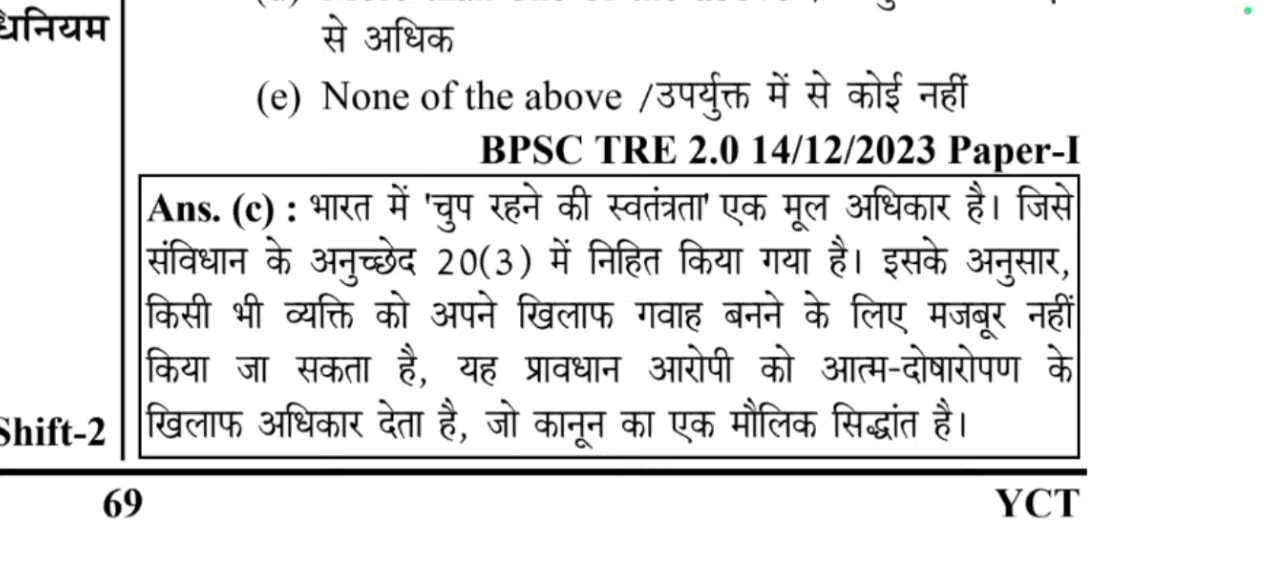 धिनियम
से अधिक
(e) None of the above /उपर्युक्त में से कोई नहीं
BPSC TRE 2.0 14/12/2023 Paper-I
Ans. (c) : भारत में 'चुप रहने की स्वतंत्रता' एक मूल अधिकार है। जिसे
संविधान के अनुच्छेद 20(3) में निहित किया गया है। इसके अनुसार,
किसी भी व्यक्ति को अपने खिलाफ गवाह बनने के लिए मजबूर नहीं
किया जा सकता है, यह प्रावधान आरोपी को आत्म-दोषारोपण के
खिलाफ अधिकार देता है, जो कानून का एक मौलिक सिद्धांत है।
Shift-2
69
YCT